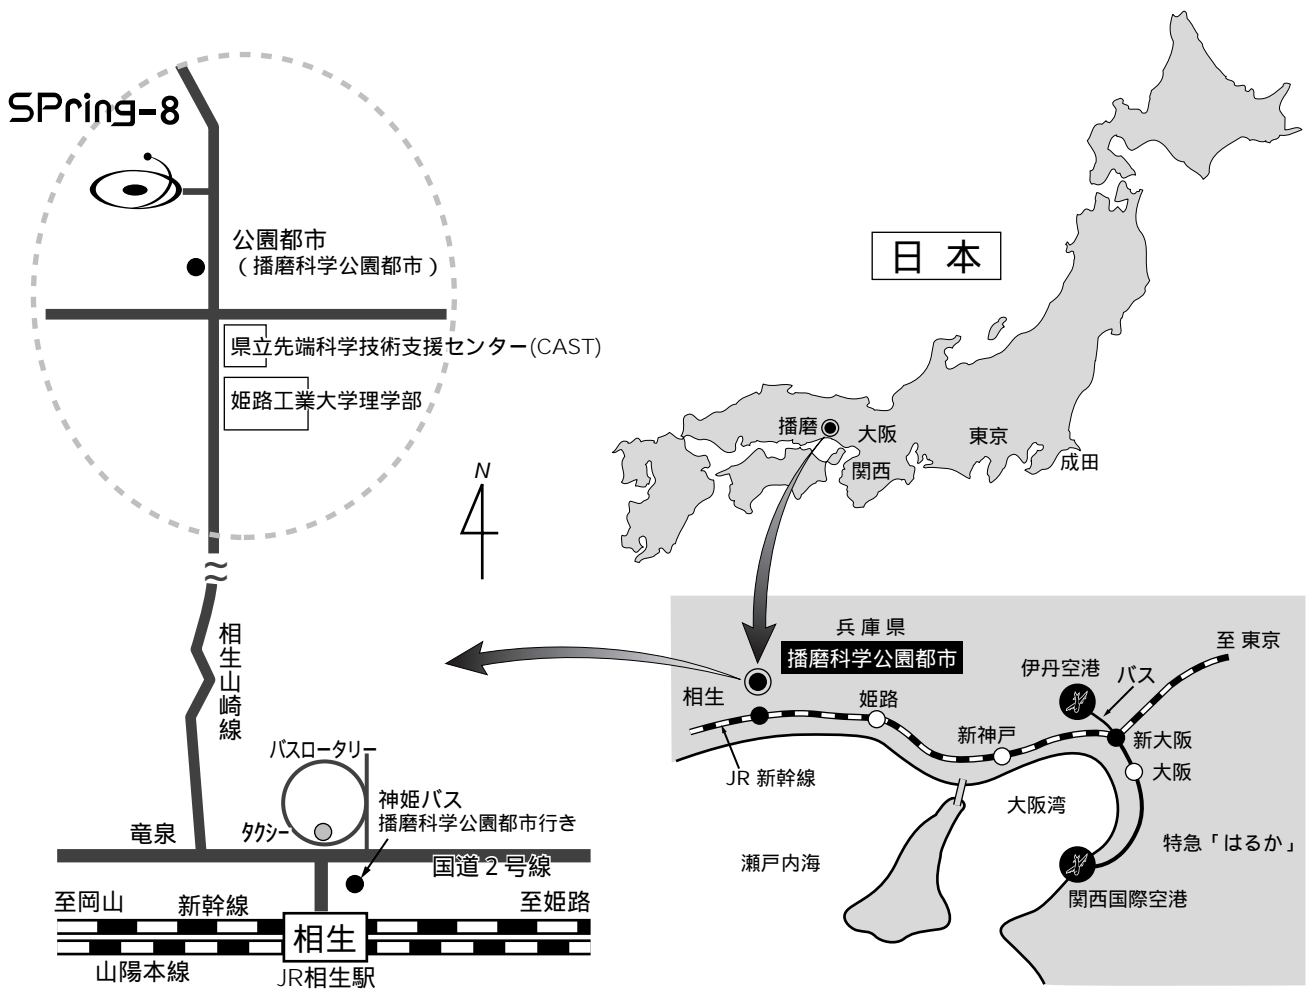 SPring-8
公園都市
(播磨科学公園都市)
県立先端科学技術支援センター(CAST)
姫路工業大学理学部
N
相生山崎線
バスロータリー
タクシー
神姫バス
播磨科学公園都市行き
竜泉
国道2号線
至岡山
新幹線
至姫路
相生
山陽本線
JR相生駅
日本
播磨
大阪
関西
東京
成田
兵庫県
播磨科学公園都市
至 東京
伊丹空港
バス
相生
姫路
新神戸
新大阪
大阪
JR 新幹線
大阪湾
瀬戸内海
特急「はるか」
関西国際空港